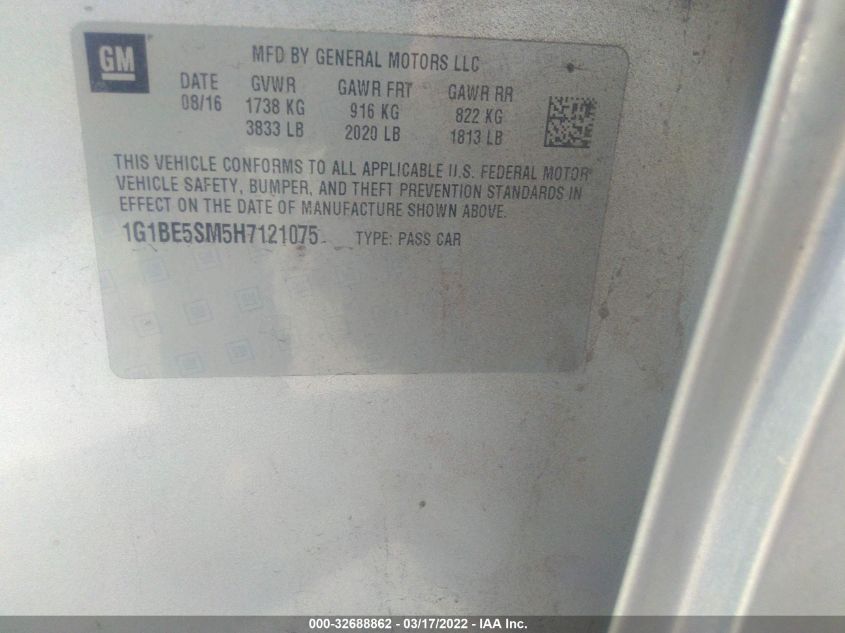 GM
MFD BY GENERAL MOTORS LLC
DATE GVWR GAWR FRT GAWR RR
08/16 1738 KG 916 KG 822 KG
3833 LB 2020 LB 1813 LB
THIS VEHICLE CONFORMS TO ALL APPLICABLE U.S. FEDERAL MOTOR
VEHICLE SAFETY, BUMPER, AND THEFT PREVENTION STANDARDS IN
EFFECT ON THE DATE OF MANUFACTURE SHOWN ABOVE.
1G1BE5SM5H7121075 TYPE: PASS CAR
000-32688862 - 03/17/2022 - IAA Inc.